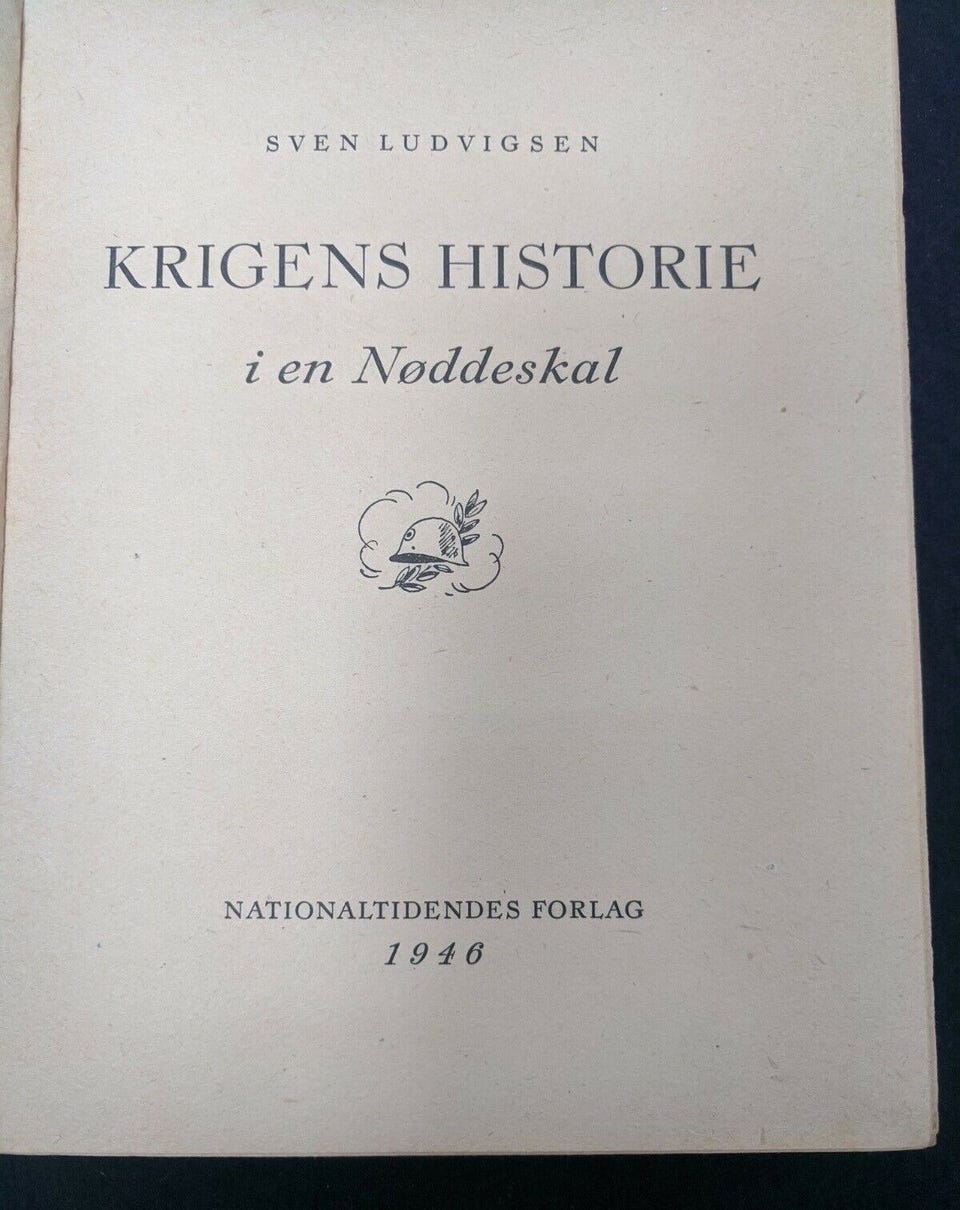 SVEN LUDVIGSEN
KRIGENS HISTORIE
i en Nøddeskal
NATIONALTIDENDES FORLAG
1946